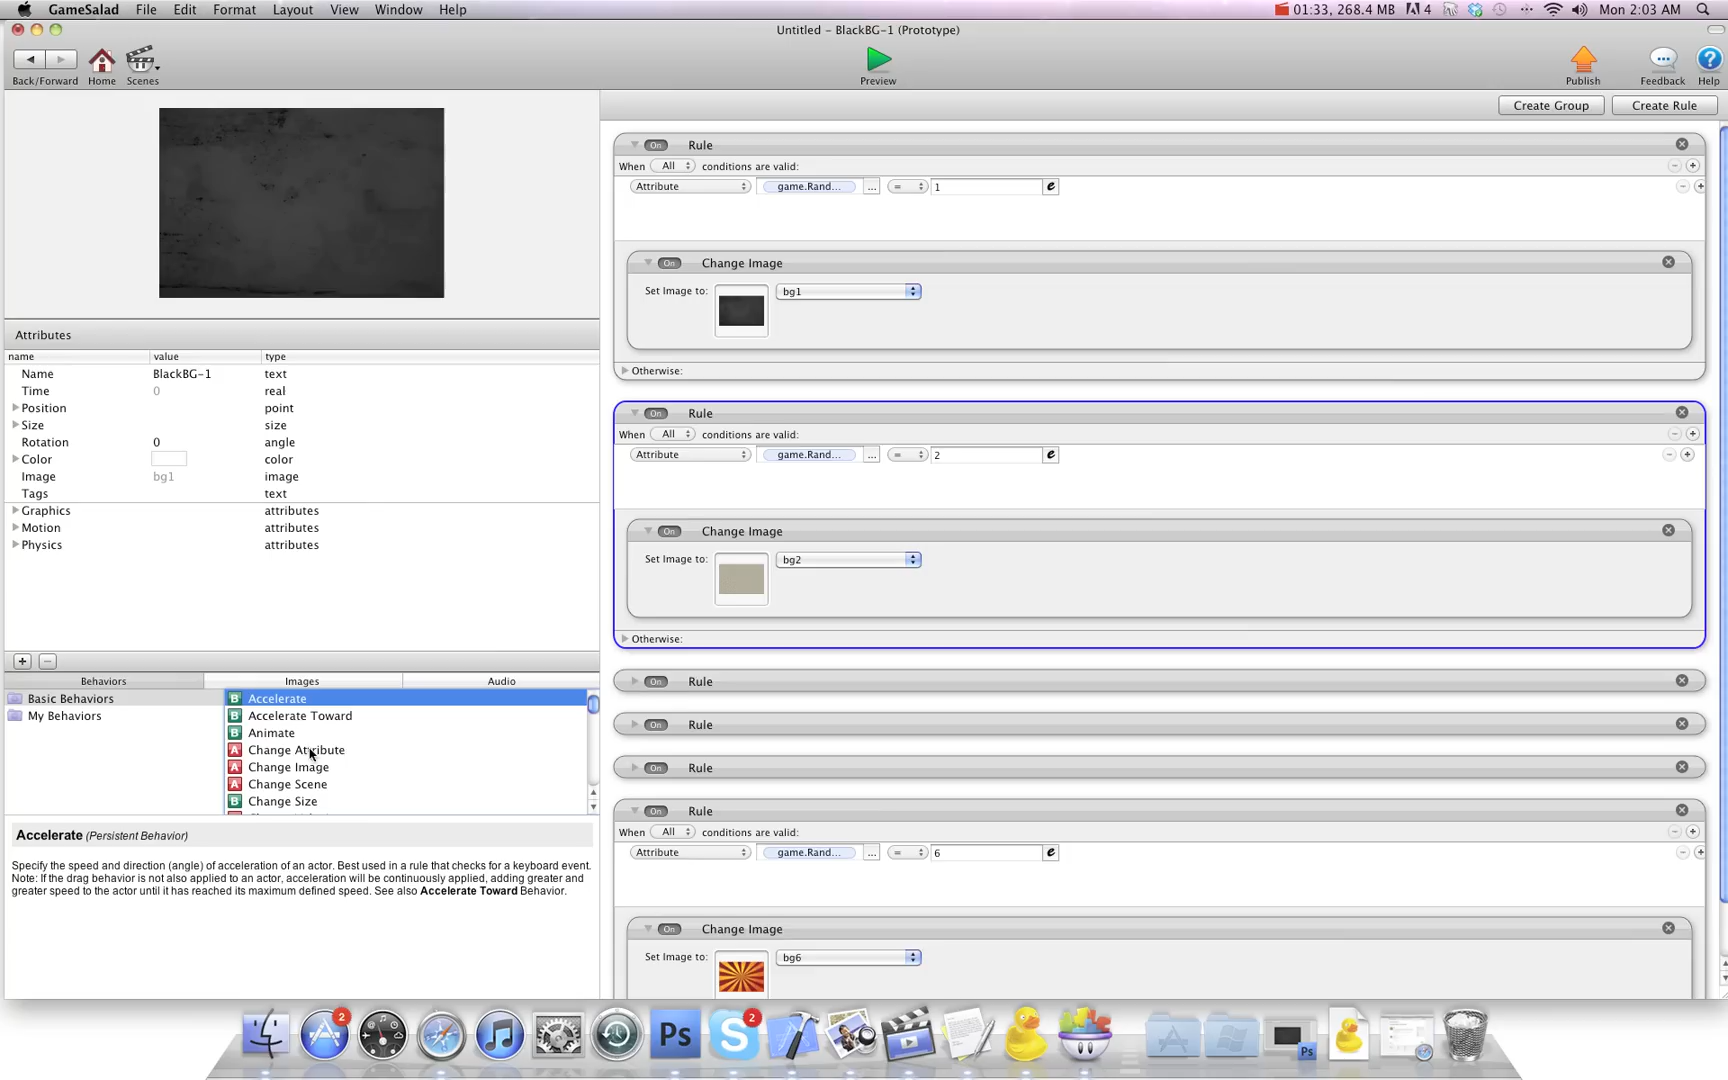 GameSalad File Edit Format Layout View Window Help 01:33, 268.4 MB 4 Mon 2:03 AM
Untitled – BlackBG-1 (Prototype)
Back/Forward Home Scenes Preview Publish Feedback Help
Create Group Create Rule
On Rule
When All conditions are valid:
Attribute game.Rand... ... = 1 e
On Change Image
Set Image to: bg1
Otherwise:
On Rule
When All conditions are valid:
Attribute game.Rand... ... = 2 e
On Change Image
Set Image to: bg2
Otherwise:
On Rule
On Rule
On Rule
On Rule
When All conditions are valid:
Attribute game.Rand... ... = 6 e
On Change Image
Set Image to: bg6
Attributes
name value type
Name BlackBG-1 text
Time 0 real
Position point
Size size
Rotation 0 angle
Color color
Image bg1 image
Tags text
Graphics attributes
Motion attributes
Physics attributes
Behaviors Images Audio
Basic Behaviors
My Behaviors
B Accelerate
B Accelerate Toward
B Animate
A Change Attribute
A Change Image
A Change Scene
B Change Size
Accelerate (Persistent Behavior)
Specify the speed and direction (angle) of acceleration of an actor. Best used in a rule that checks for a keyboard event.
Note: If the drag behavior is not also applied to an actor, acceleration will be continuously applied, adding greater and
greater speed to the actor until it has reached its maximum defined speed. See also Accelerate Toward Behavior.
2 Ps S 2 Ps